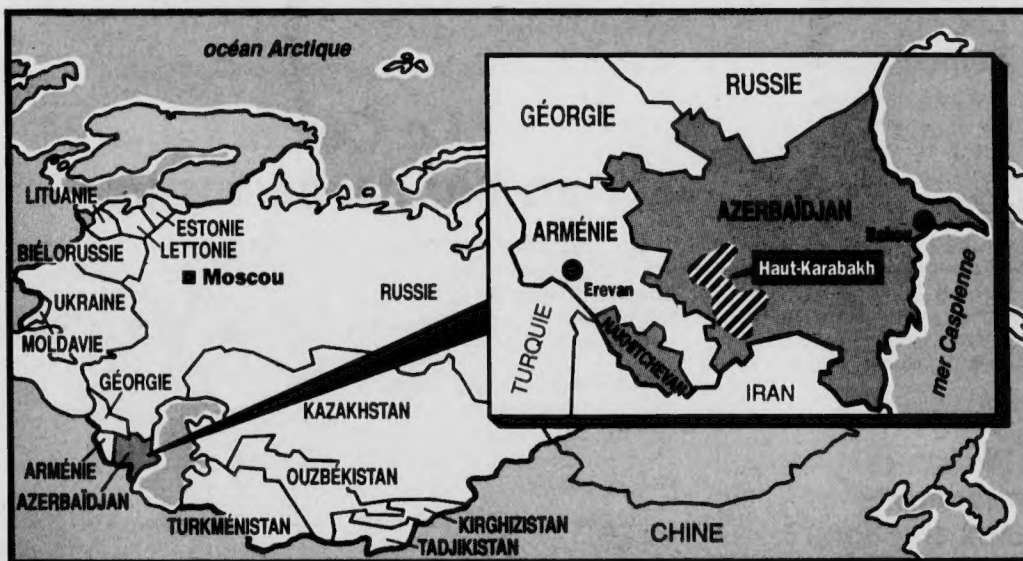 océan Arctique
LITUANIE
ESTONIE
LETTONIE
BIÉLORUSSIE
Moscou
UKRAINE
RUSSIE
MOLDAVIE
GÉORGIE
KAZAKHSTAN
ARMÉNIE
AZERBAÏDJAN
OUZBÉKISTAN
TURKMÉNISTAN
KIRGHIZISTAN
TADJIKISTAN
CHINE
RUSSIE
GÉORGIE
AZERBAÏDJAN
Bakou
ARMÉNIE
Haut-Karabakh
Erevan
NAKHITCHEVAN
TURQUIE
IRAN
mer Caspienne